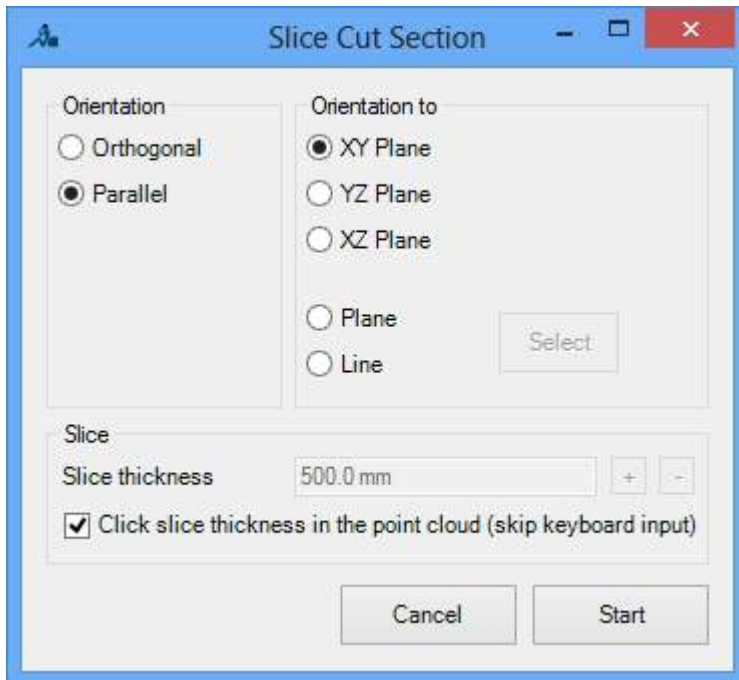 Slice Cut Section
Orientation
Orthogonal
Parallel
Orientation to
XY Plane
YZ Plane
XZ Plane
Plane
Line
Select
Slice
Slice thickness 500.0 mm + -
Click slice thickness in the point cloud (skip keyboard input)
Cancel Start